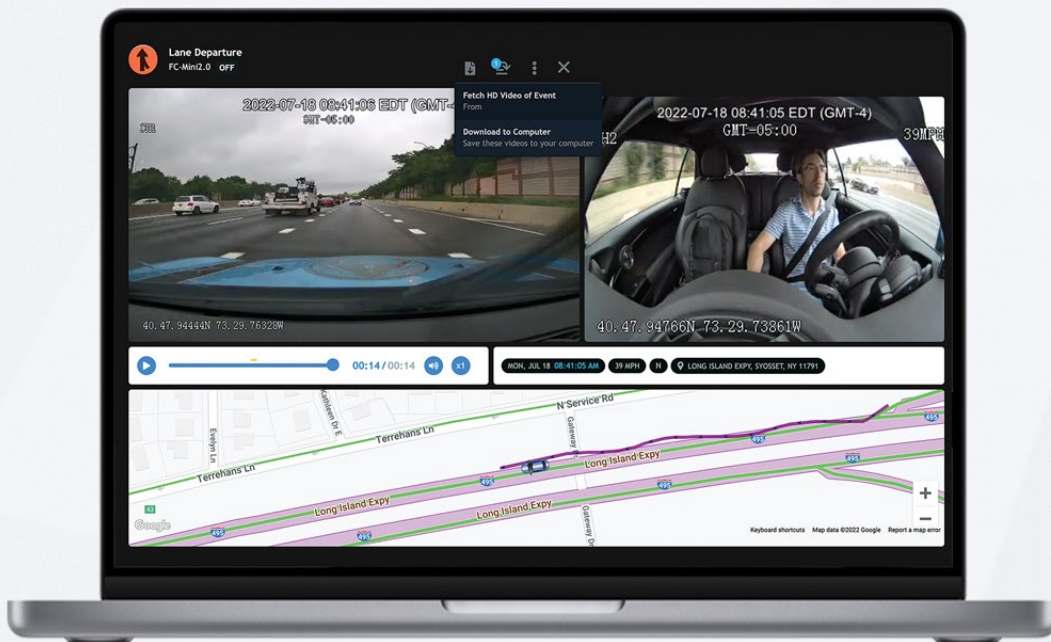 Lane Departure
FC-Mini2.0 OFF
1
Fetch HD Video of Event
From
Download to Computer
Save these videos to your computer
2022-07-18 08:41:06 EDT (GMT-
GMT-05:00
CH1
40. 47. 94444N 73. 29. 76328W
2022-07-18 08:41:05 EDT (GMT-4)
GMT-05:00
H2
39MPH
40. 47. 94766N 73. 29. 73861W
00:14 / 00:14
x1
MON, JUL 18 08:41:05 AM
39 MPH
N
LONG ISLAND EXPY, SYOSSET, NY 11791
Kathleen Dr E
N Service Rd
Terrehans Ln
Evelyn Ln
Gateway Dr
495
495
Terrehans Ln
Long Island Expy
495
495
495
Long Island Expy
Long Island Expy
43
Gateway Dr
Google
495
495
+
−
Keyboard shortcuts
Map data ©2022 Google
Report a map error